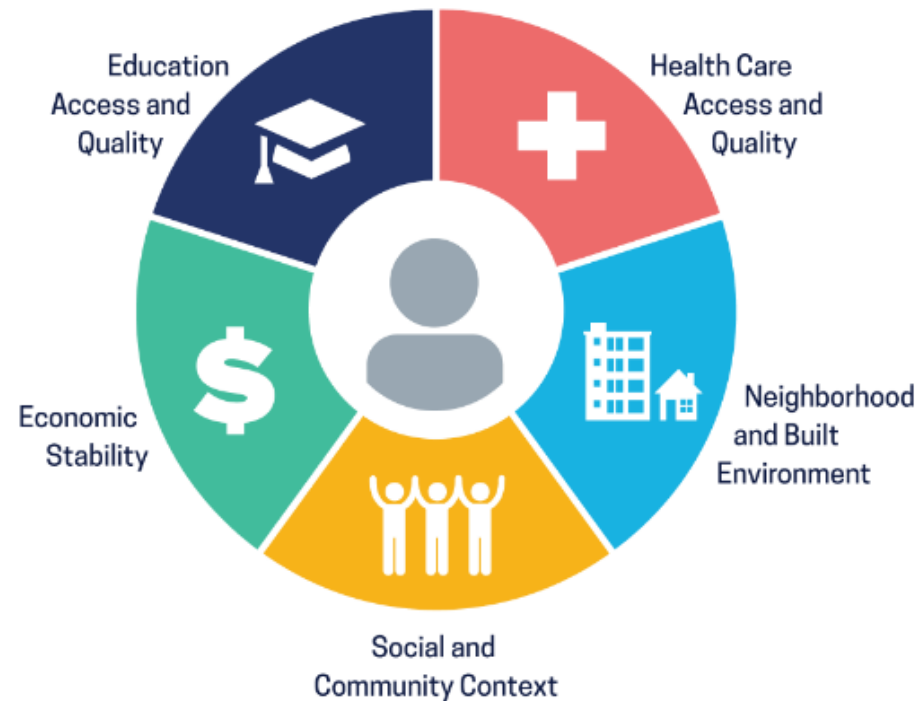 Education
Access and
Quality
Health Care
Access and
Quality
Economic
Stability
Neighborhood
and Built
Environment
Social and
Community Context